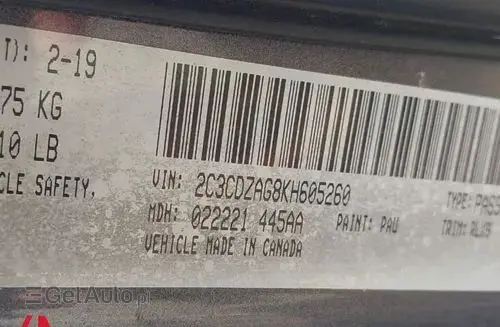 T): 2-19
75 KG
10 LB
CLE SAFETY,
VIN: 2C3CDZAG8KH605260
MDH: 022221 445AA
PAINT: PAU
VEHICLE MADE IN CANADA
TYPE: PASS
TRIM:
GetAuto